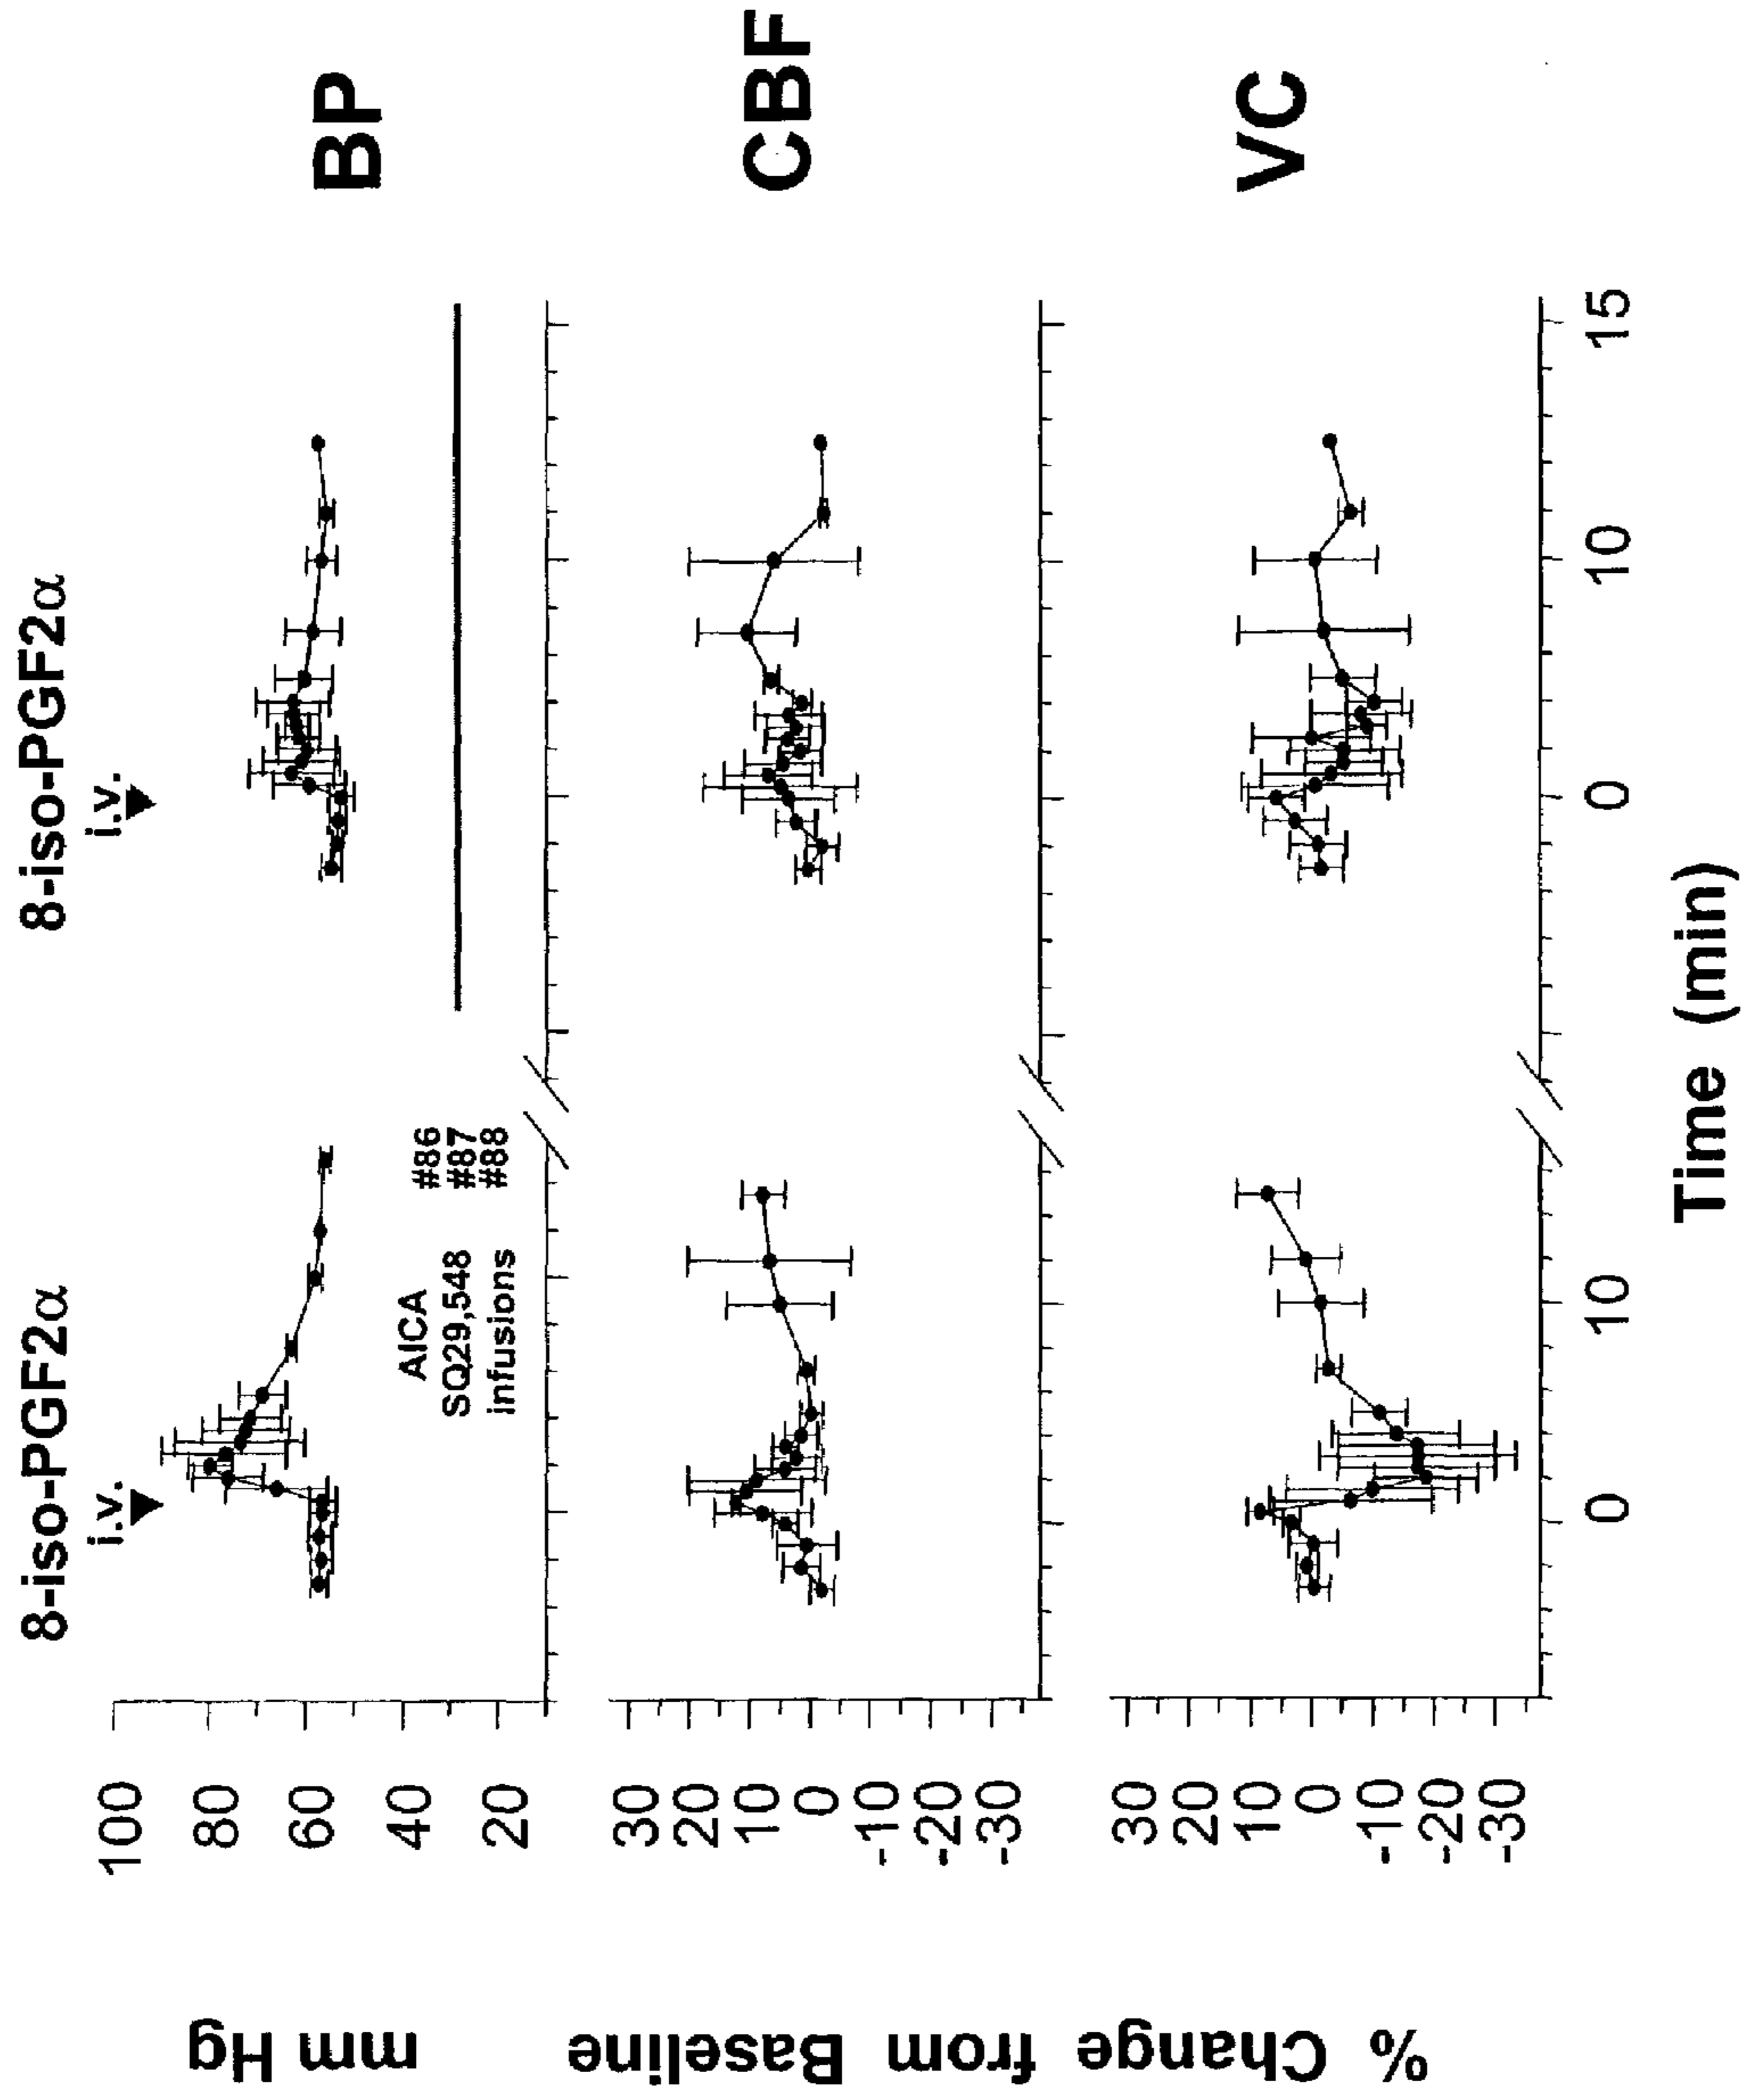 8-iso-PGF2α
8-iso-PGF2α
i.v.
i.v.
mm Hg
100
80
60
40
20
AICA
SQ29,548
infusions
#86
#87
#88
BP
% Change from Baseline
30
20
10
0
-10
-20
-30
CBF
30
20
10
0
-10
-20
-30
VC
0
10
0
10
15
Time (min)